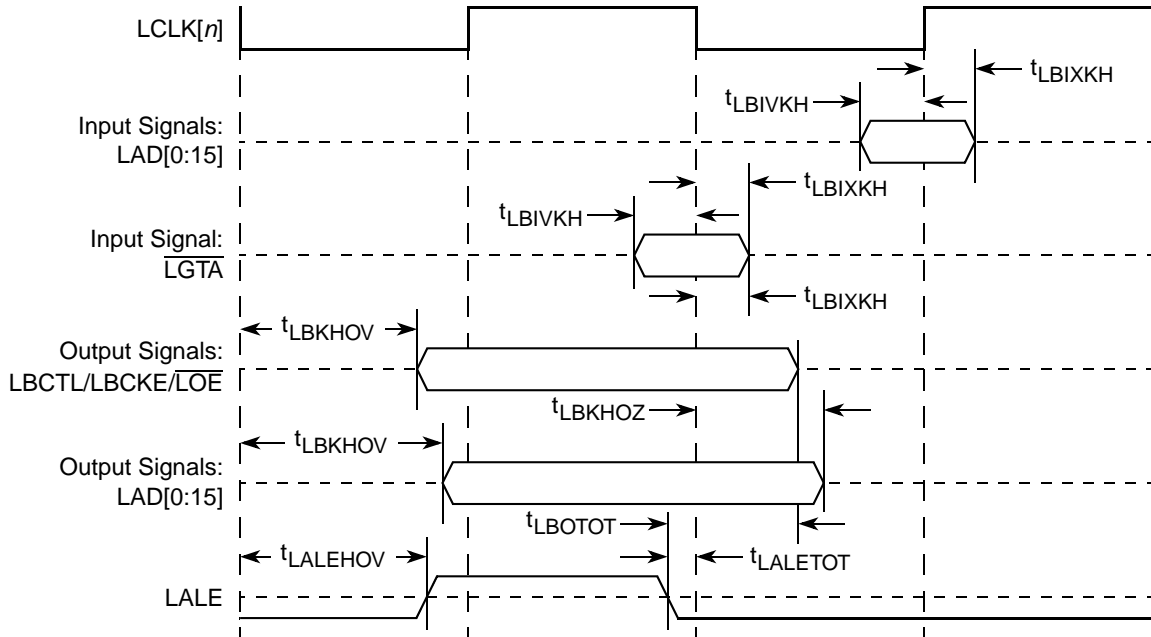 LCLK[n]
tLBIXKH
tLBIVKH
Input Signals:
LAD[0:15]
tLBIXKH
tLBIVKH
Input Signal:
LGTA
tLBIXKH
tLBKHOV
Output Signals:
LBCTL/LBCKE/LOE
tLBKHOZ
tLBKHOV
Output Signals:
LAD[0:15]
tLBOTOT
tLALEHOV
tLALETOT
LALE